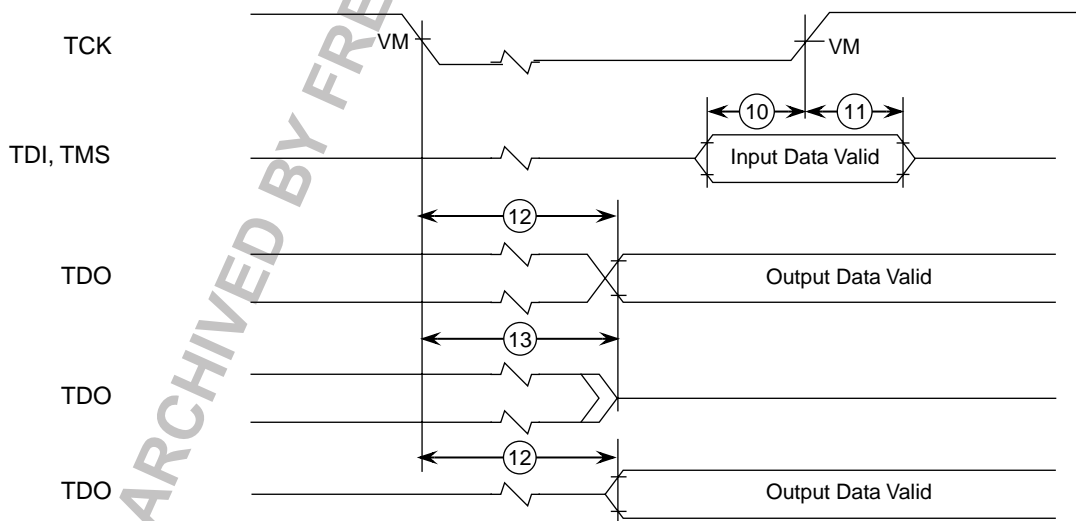 TCK
VM
VM
10
11
TDI, TMS
Input Data Valid
12
TDO
Output Data Valid
13
TDO
12
TDO
Output Data Valid
ARCHIVED BY FRE